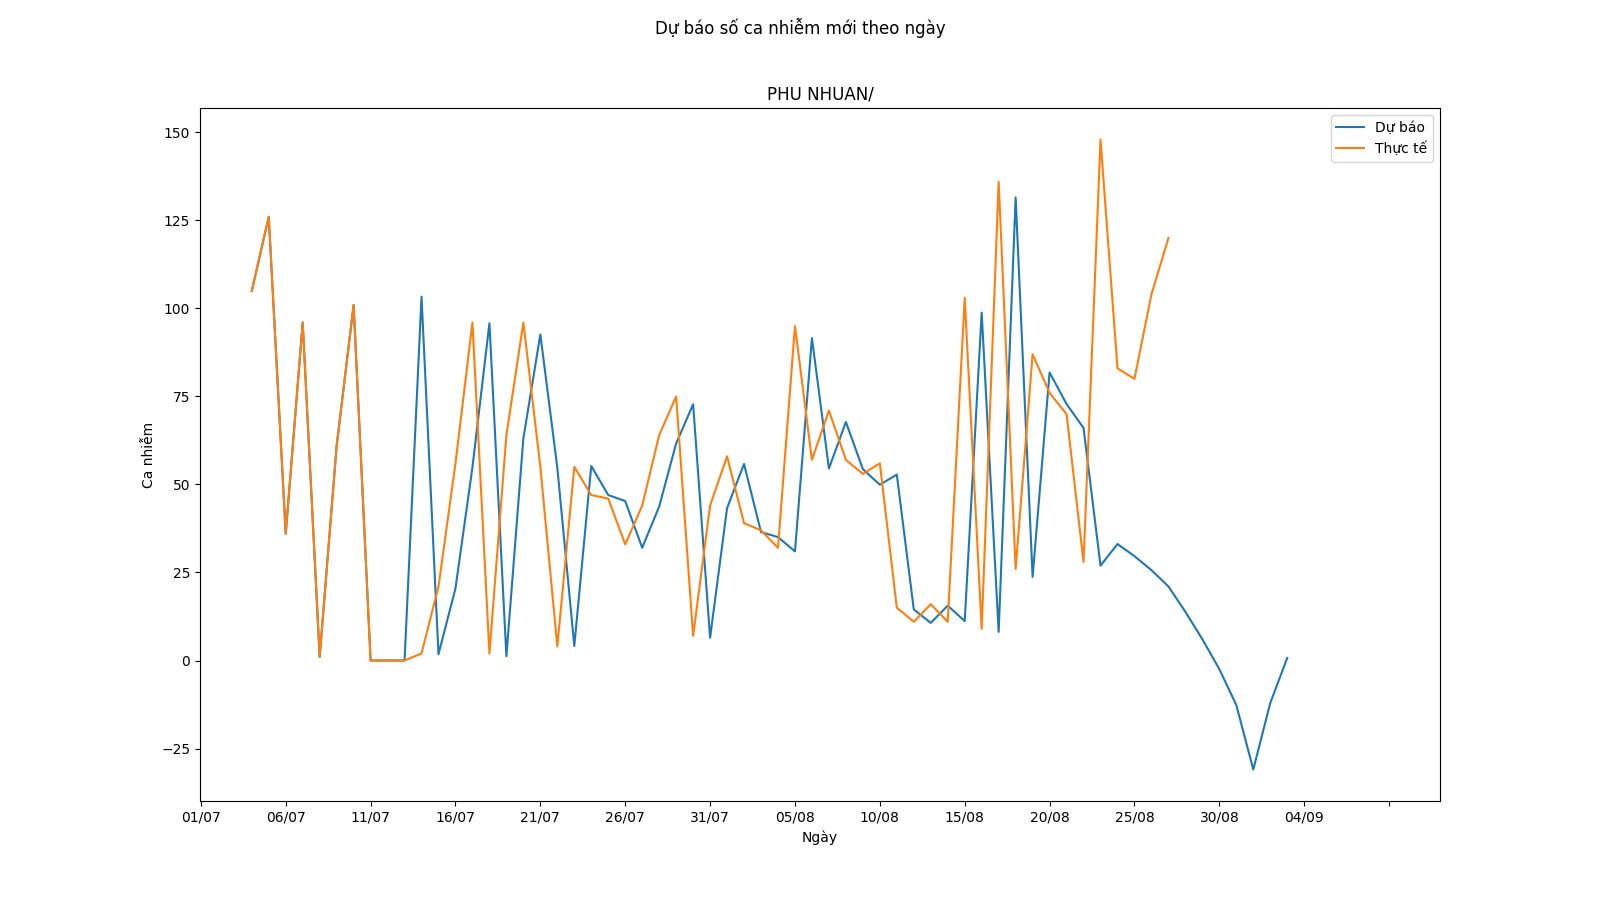 Dự báo số ca nhiễm mới theo ngày
PHU NHUAN/
Dự báo
Thực tế
150
125
100
75
50
25
0
−25
Ca nhiễm
01/07 06/07 11/07 16/07 21/07 26/07 31/07 05/08 10/08 15/08 20/08 25/08 30/08 04/09
Ngày